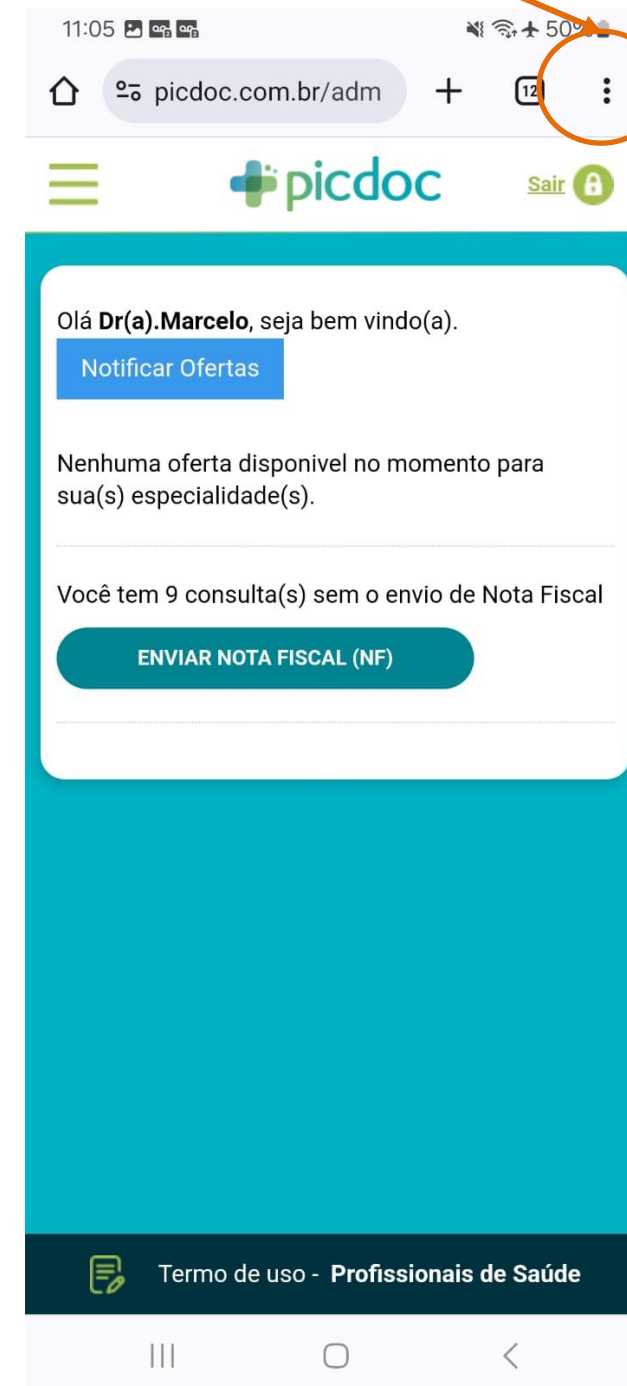 11:05
50%
picdoc.com.br/adm
12
picdoc
Sair
Olá Dr(a).Marcelo, seja bem vindo(a).
Notificar Ofertas
Nenhuma oferta disponivel no momento para
sua(s) especialidade(s).
Você tem 9 consulta(s) sem o envio de Nota Fiscal
ENVIAR NOTA FISCAL (NF)
Termo de uso - Profissionais de Saúde